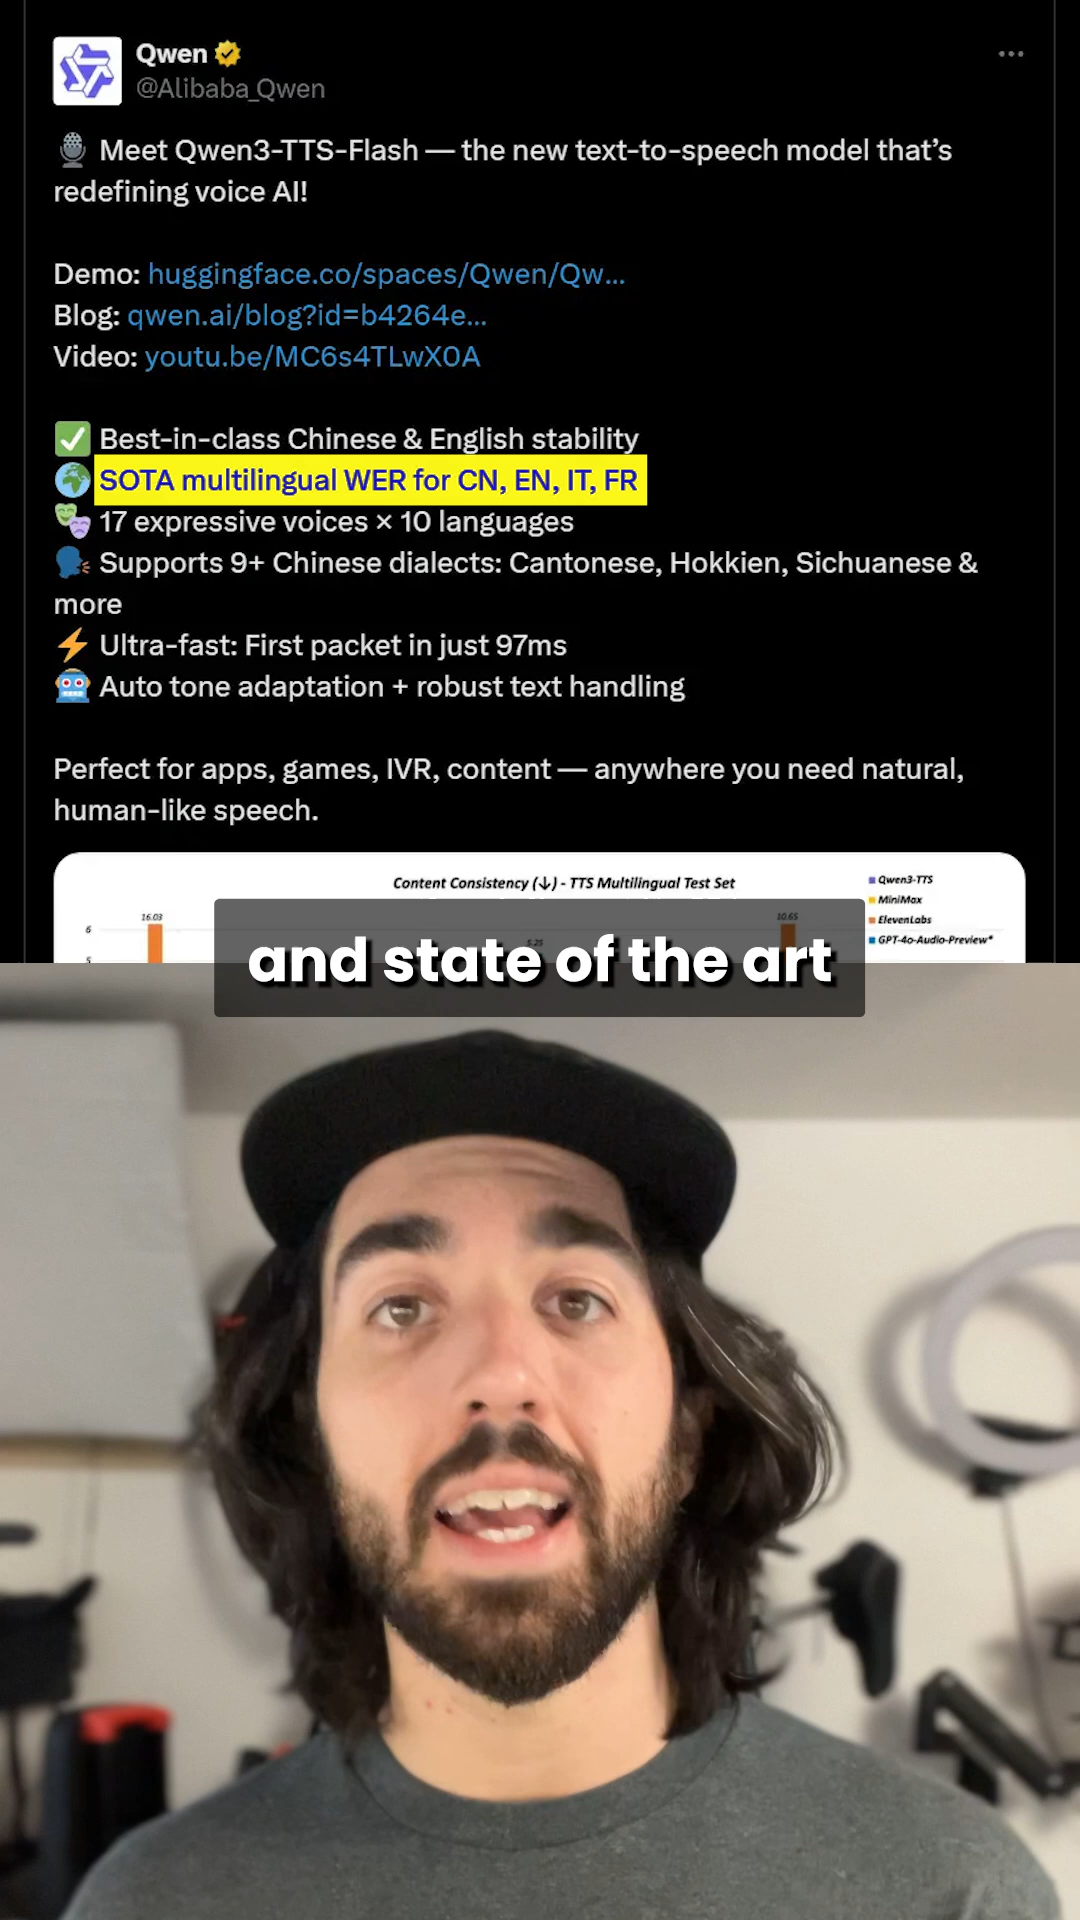 Qwen
@Alibaba_Qwen
Meet Qwen3-TTS-Flash — the new text-to-speech model that’s
redefining voice AI!
Demo: huggingface.co/spaces/Qwen/Qw…
Blog: qwen.ai/blog?id=b4264e…
Video: youtu.be/MC6s4TLwX0A
Best-in-class Chinese & English stability
SOTA multilingual WER for CN, EN, IT, FR
17 expressive voices × 10 languages
Supports 9+ Chinese dialects: Cantonese, Hokkien, Sichuanese &
more
Ultra-fast: First packet in just 97ms
Auto tone adaptation + robust text handling
Perfect for apps, games, IVR, content — anywhere you need natural,
human-like speech.
Content Consistency (↓) - TTS Multilingual Test Set
Qwen3-TTS
MiniMax
ElevenLabs
GPT-4o-Audio-Preview*
16.03
10.65
6
5.25
5
and state of the art